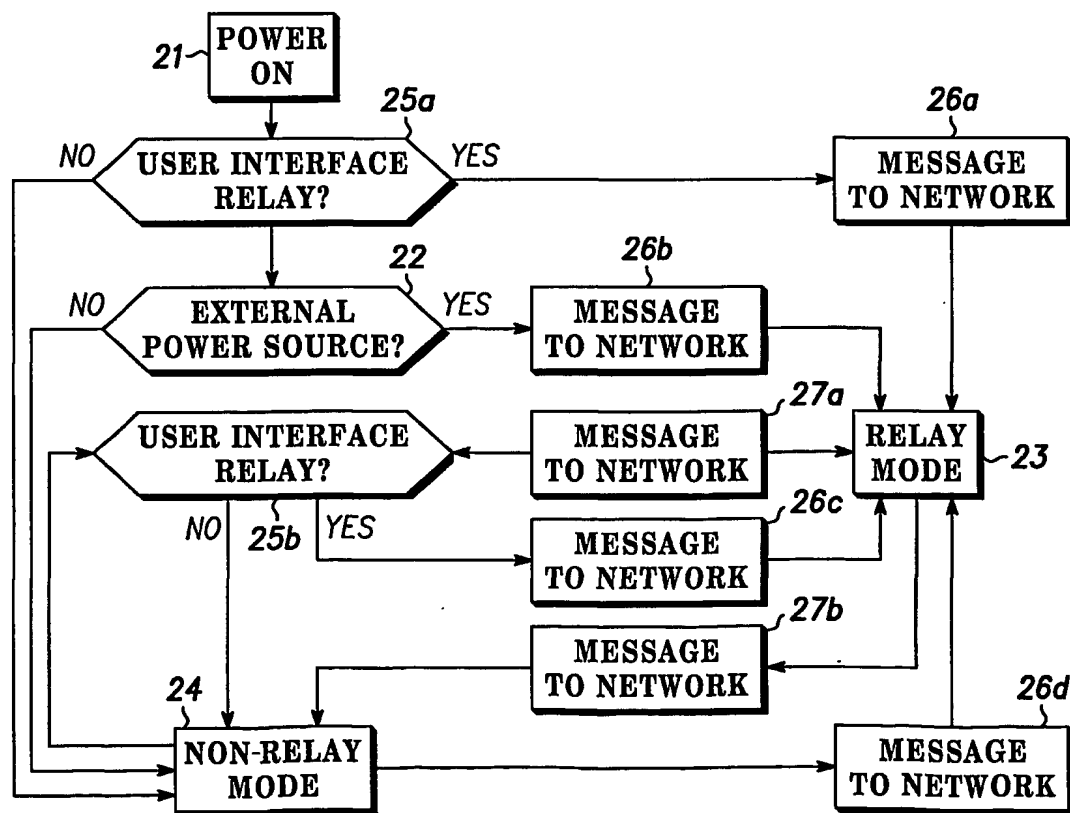 21
POWER
ON
25a
26a
NO
USER INTERFACE
RELAY?
YES
MESSAGE
TO NETWORK
22
26b
NO
EXTERNAL
POWER SOURCE?
YES
MESSAGE
TO NETWORK
27a
USER INTERFACE
RELAY?
MESSAGE
TO NETWORK
RELAY
MODE
23
NO
25b
YES
26c
MESSAGE
TO NETWORK
27b
MESSAGE
TO NETWORK
24
26d
NON-RELAY
MODE
MESSAGE
TO NETWORK